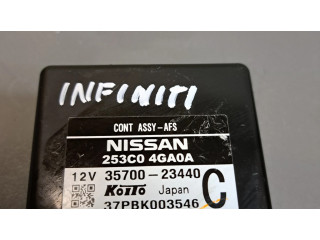 INFINITI
CONT ASSY-AFS
NISSAN
253C0 4GA0A
12V 35700-23440
KOITO Japan C
37PBK003546